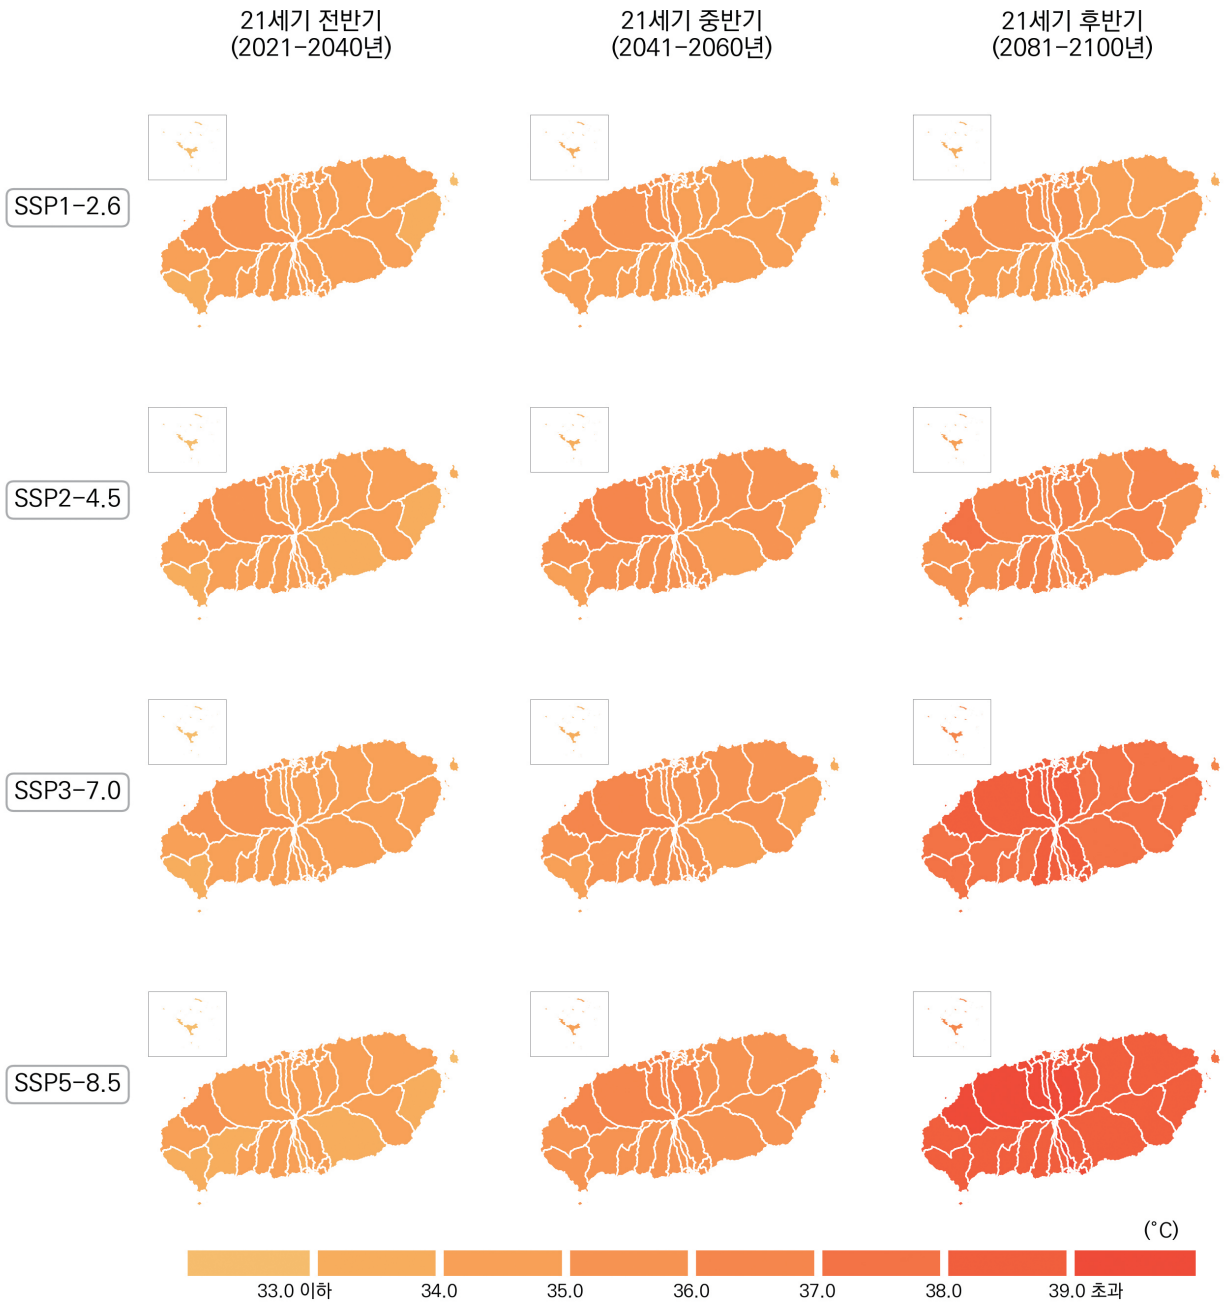 21세기 전반기
(2021-2040년)
21세기 중반기
(2041-2060년)
21세기 후반기
(2081-2100년)
SSP1-2.6
SSP2-4.5
SSP3-7.0
SSP5-8.5
(°C)
33.0 이하 34.0 35.0 36.0 37.0 38.0 39.0 초과